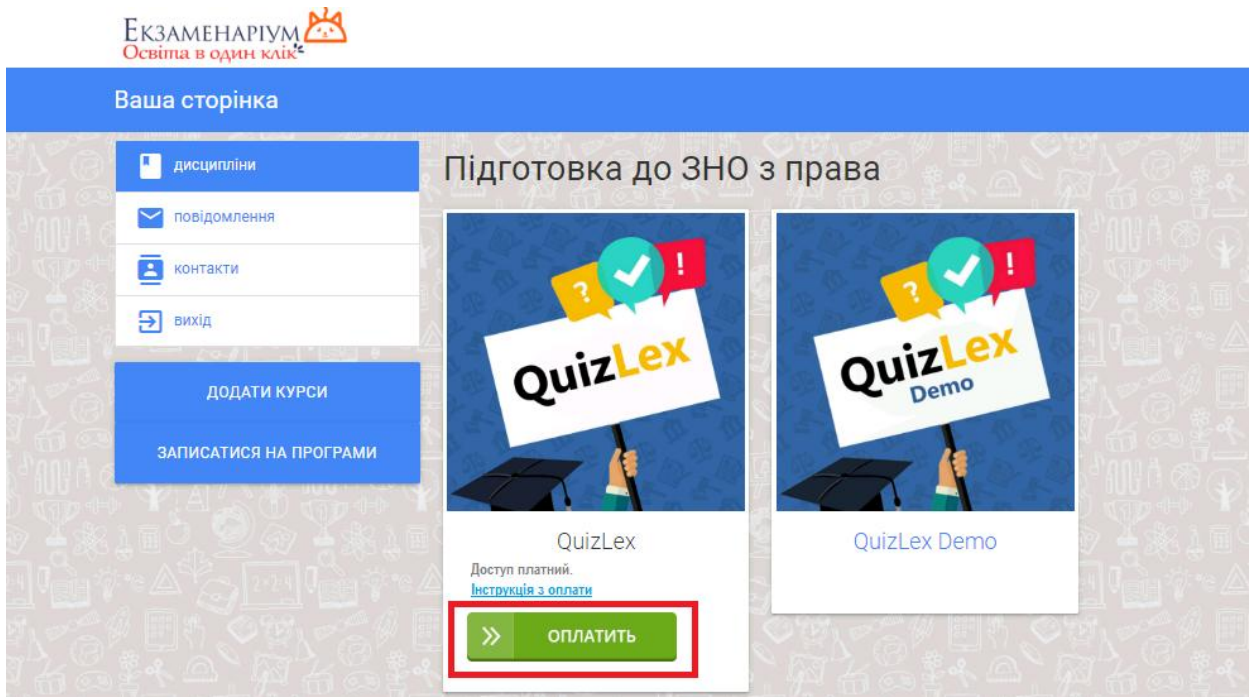 ЕКЗАМЕНАРІУМ
Освіта в один клік
Ваша сторінка
дисципліни
повідомлення
контакти
вихід
ДОДАТИ КУРСИ
ЗАПИСАТИСЯ НА ПРОГРАМИ
Підготовка до ЗНО з права
? !
QuizLex
QuizLex
Доступ платний.
Інструкція з оплати
ОПЛАТИТЬ
? !
QuizLex
Demo
QuizLex Demo